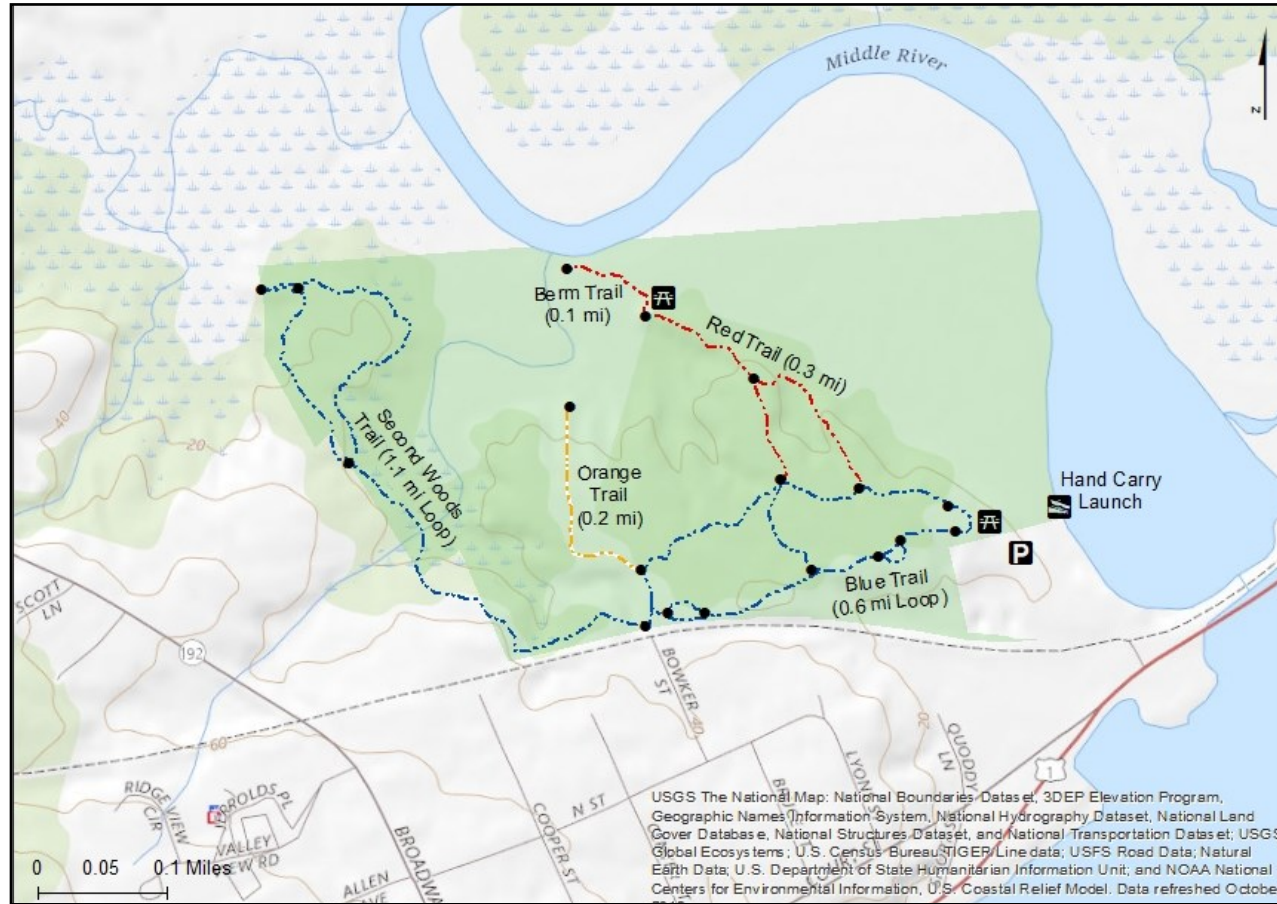 Middle River
N
Berm Trail
(0.1 mi)
Red Trail (0.3 mi)
Second Woods
Trail (1.1 mi Loop)
Orange
Trail
(0.2 mi)
Hand Carry
Launch
P
Blue Trail
(0.6 mi Loop)
40
20
SCOTT
LN
192
BOWKER
ST
40
20
QUODDY
LN
60
1
RIDGE VIEW
CIR
VALLEY
VIEW RD
COOPER ST
N ST
BROADWA
ALLEN
0 0.05 0.1 Miles
USGS The National Map: National Boundaries Dataset, 3DEP Elevation Program,
Geographic Names Information System, National Hydrography Dataset, National Land
Cover Database, National Structures Dataset, and National Transportation Dataset; USGS
Global Ecosystems; U.S. Census Bureau TIGER/Line data; USFS Road Data; Natural
Earth Data; U.S. Department of State Humanitarian Information Unit; and NOAA National
Centers for Environmental Information, U.S. Coastal Relief Model. Data refreshed October